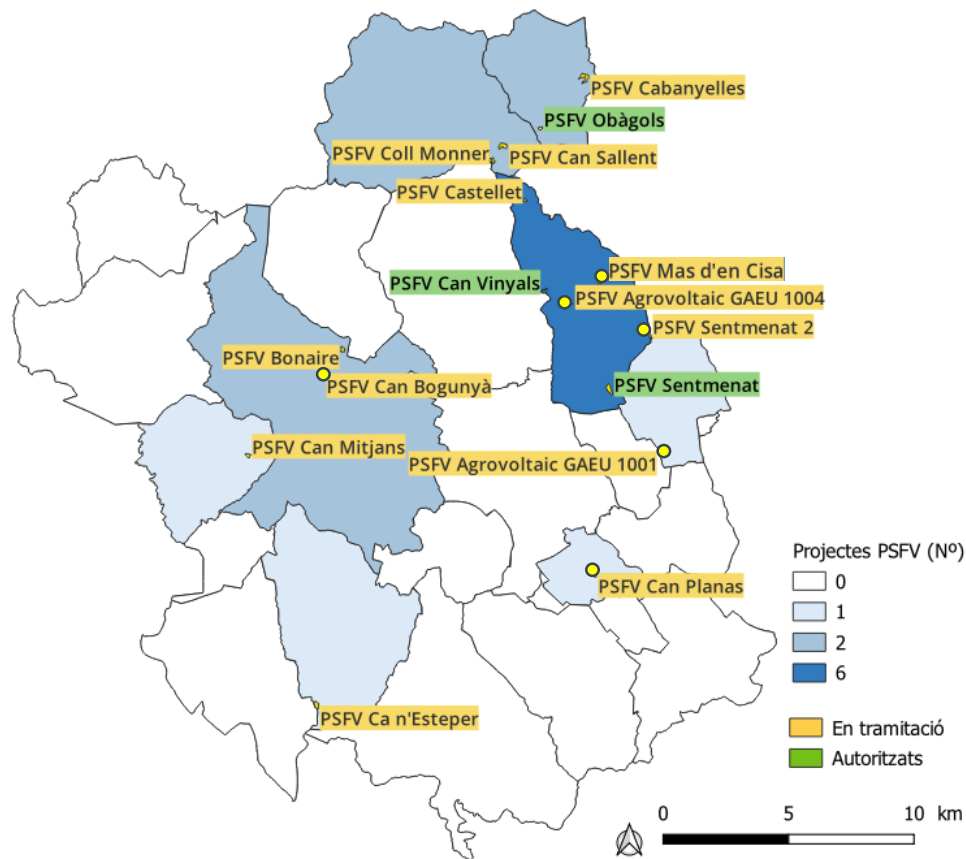 PSFV Cabanyelles
PSFV Obàgols
PSFV Coll Monner
PSFV Can Sallent
PSFV Castellet
PSFV Mas d'en Cisa
PSFV Can Vinyals
PSFV Agrovoltaic GAEU 1004
PSFV Sentmenat 2
PSFV Bonaire
PSFV Can Bogunyà
PSFV Sentmenat
PSFV Can Mitjans
PSFV Agrovoltaic GAEU 1001
PSFV Can Planas
PSFV Ca n'Esteper
Projectes PSFV (Nº)
0
1
2
6
En tramitació
Autoritzats
0 5 10 km